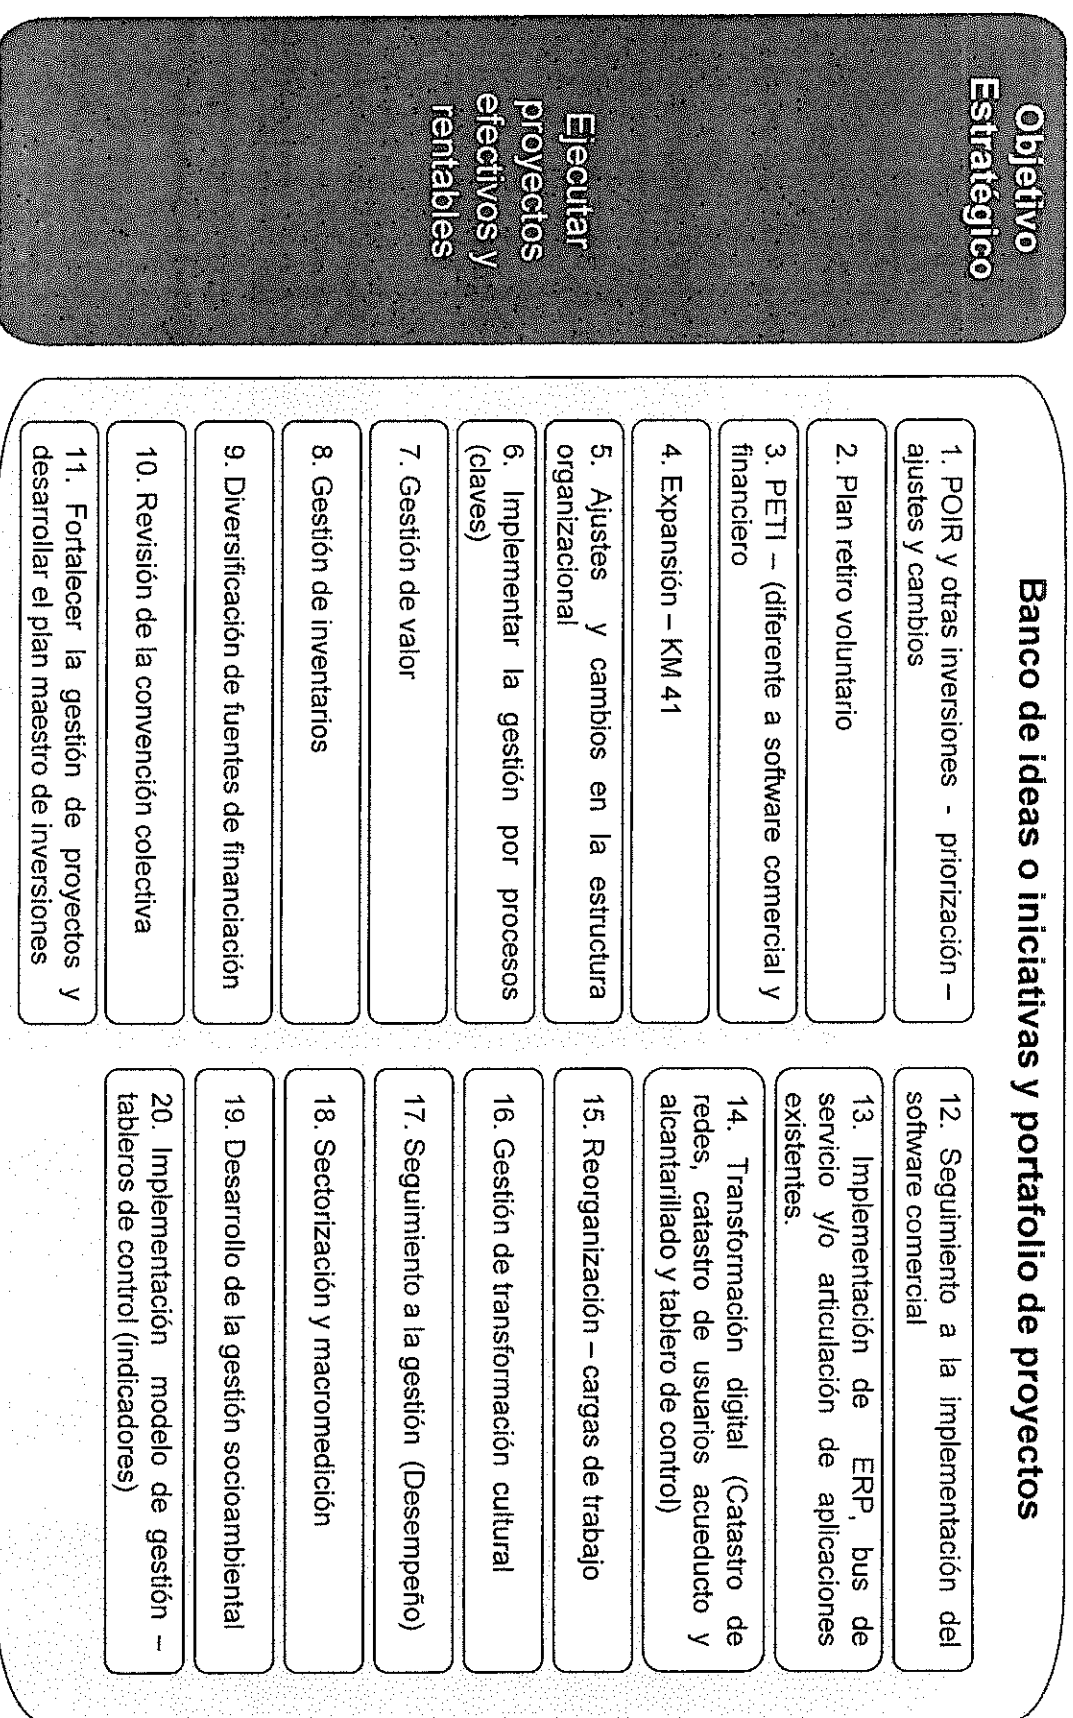 Objetivo
Estratégico
Ejecutar
proyectos
efectivos y
rentables
Banco de ideas o iniciativas y portafolio de proyectos
1. POIR y otras inversiones - priorización –
ajustes y cambios
2. Plan retiro voluntario
3. PETI – (diferente a software comercial y
financiero
4. Expansión – KM 41
5. Ajustes y cambios en la estructura
organizacional
6. Implementar la gestión por procesos
(claves)
7. Gestión de valor
8. Gestión de inventarios
9. Diversificación de fuentes de financiación
10. Revisión de la convención colectiva
11. Fortalecer la gestión de proyectos y
desarrollar el plan maestro de inversiones
12. Seguimiento a la implementación del
software comercial
13. Implementación de ERP, bus de
servicio y/o articulación de aplicaciones
existentes.
14. Transformación digital (Catastro de
redes, catastro de usuarios acueducto y
alcantarillado y tablero de control)
15. Reorganización – cargas de trabajo
16. Gestión de transformación cultural
17. Seguimiento a la gestión (Desempeño)
18. Sectorización y macromedición
19. Desarrollo de la gestión socioambiental
20. Implementación modelo de gestión –
tableros de control (indicadores)